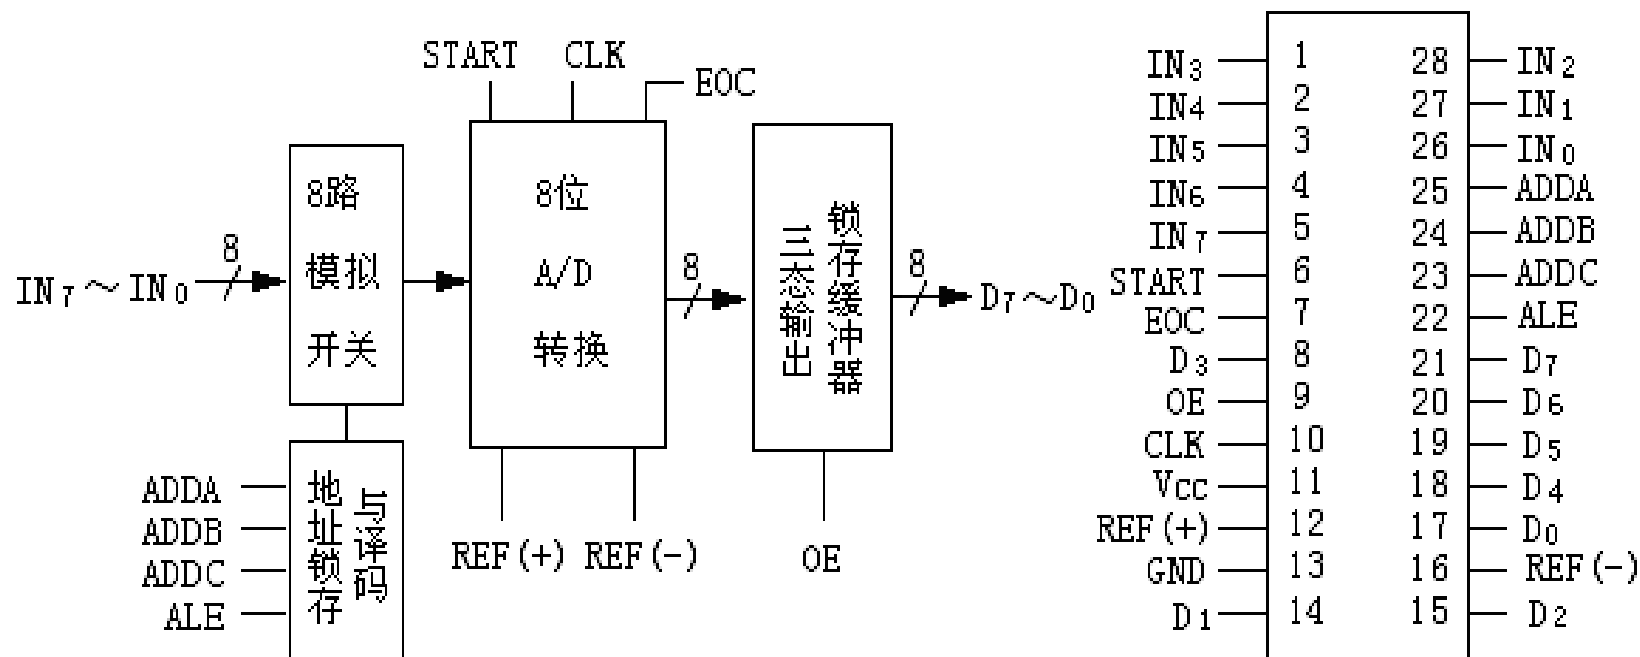 START
CLK
EOC
8路
模拟
开关
8位
A/D
转换
三态输出
锁存缓冲器
IN7～IN0
8
8
8
D7～D0
地址锁存
与译码
ADDA
ADDB
ADDC
ALE
REF(+)
REF(-)
OE
IN3 1 28 IN2
IN4 2 27 IN1
IN5 3 26 IN0
IN6 4 25 ADDA
IN7 5 24 ADDB
START 6 23 ADDC
EOC 7 22 ALE
D3 8 21 D7
OE 9 20 D6
CLK 10 19 D5
VCC 11 18 D4
REF(+) 12 17 D0
GND 13 16 REF(-)
D1 14 15 D2